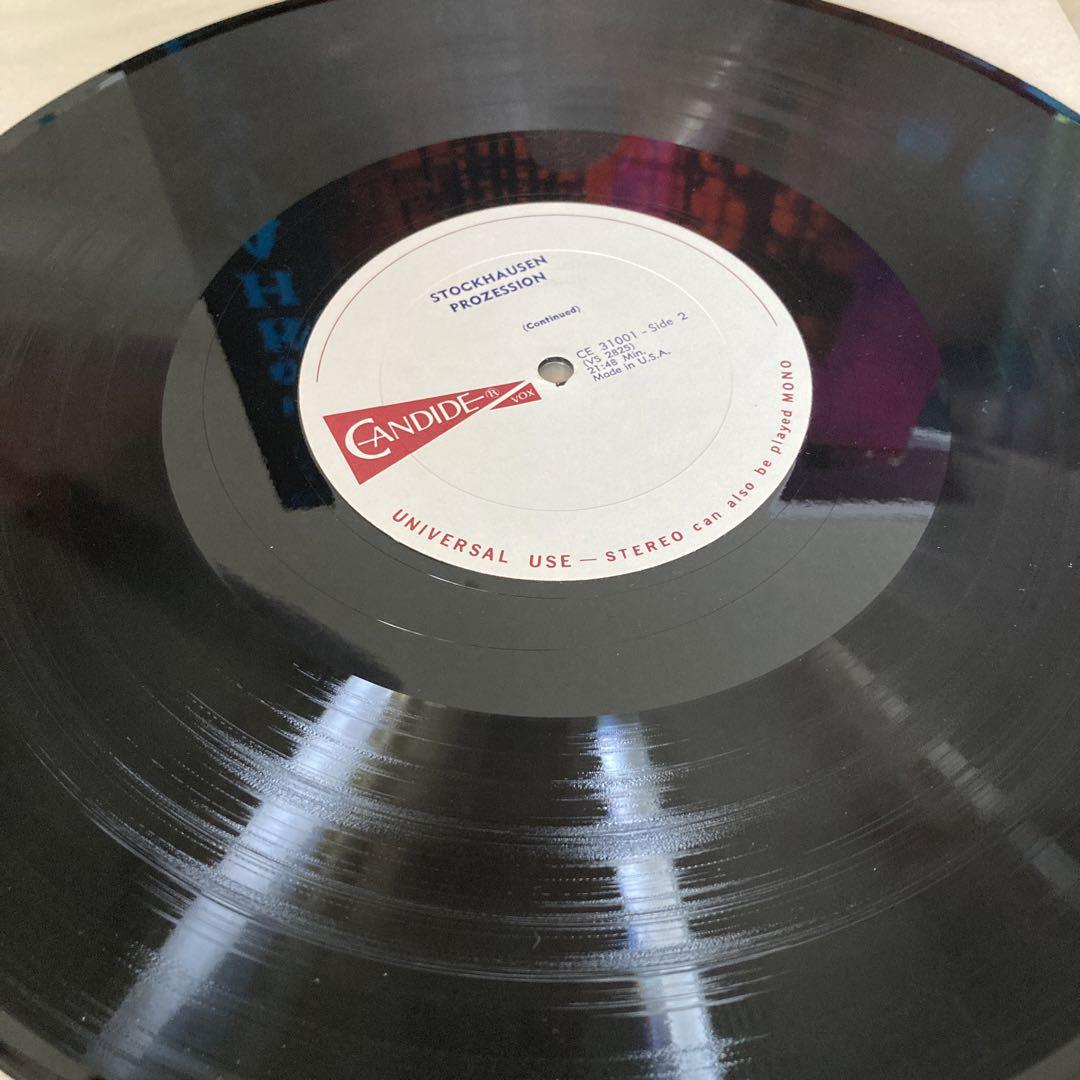 STOCKHAUSEN
PROZESSION
(Continued)
CE 31001 - Side 2
(VS 2825)
21:48 Min.
Made in U.S.A.
CANDIDE ®
VOX
UNIVERSAL USE — STEREO can also be played MONO